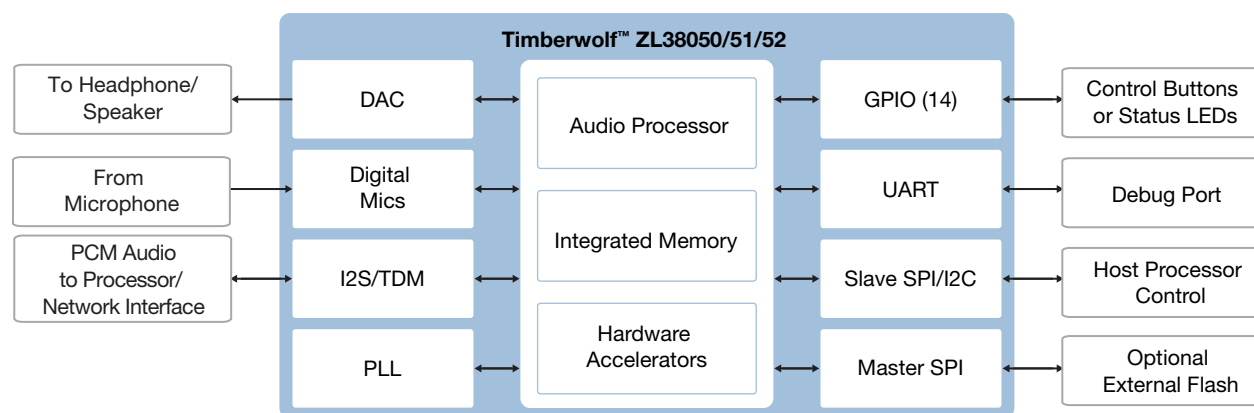 Timberwolf™ ZL38050/51/52
To Headphone/
Speaker
DAC
Audio Processor
GPIO (14)
Control Buttons
or Status LEDs
From
Microphone
Digital
Mics
UART
Debug Port
PCM Audio
to Processor/
Network Interface
I2S/TDM
Integrated Memory
Slave SPI/I2C
Host Processor
Control
PLL
Hardware
Accelerators
Master SPI
Optional
External Flash